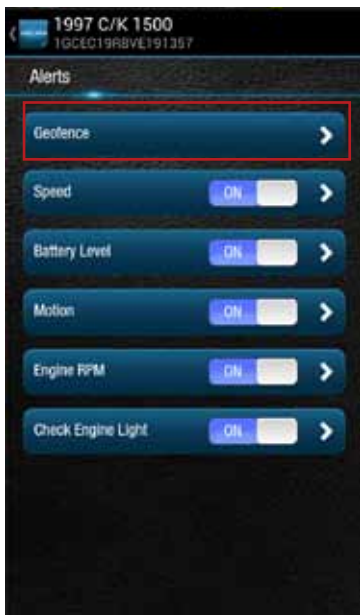 1997 C/K 1500
1GCEC19R8VE191357
Alerts
Geofence
Speed ON
Battery Level ON
Motion ON
Engine RPM ON
Check Engine Light ON